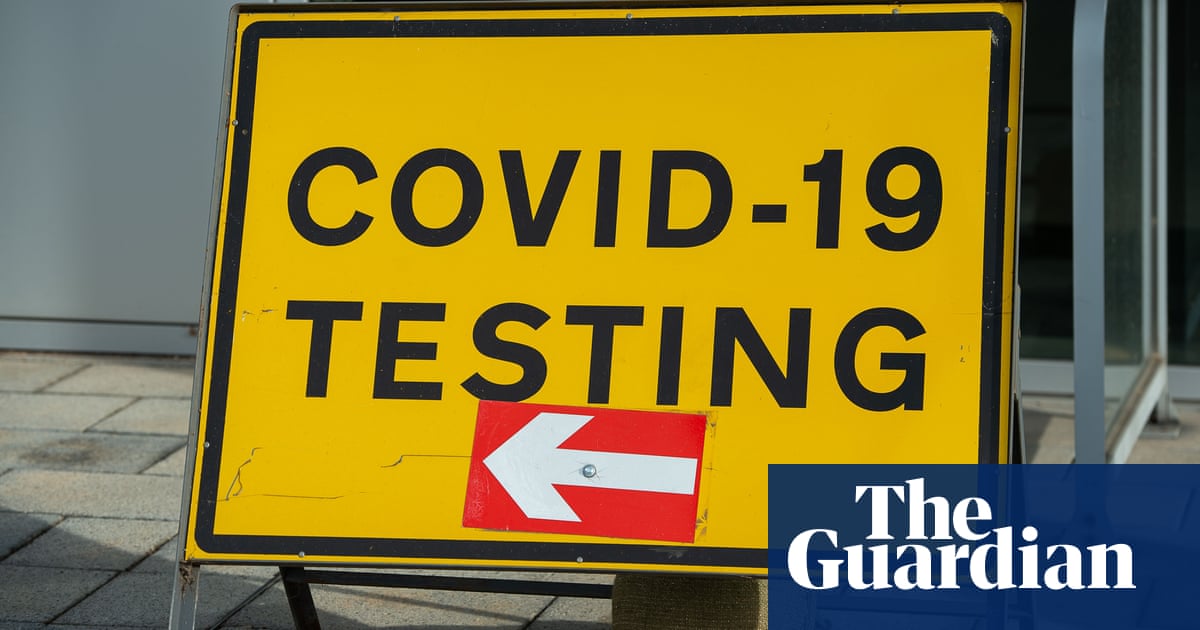 COVID-19
TESTING
The
Guardian